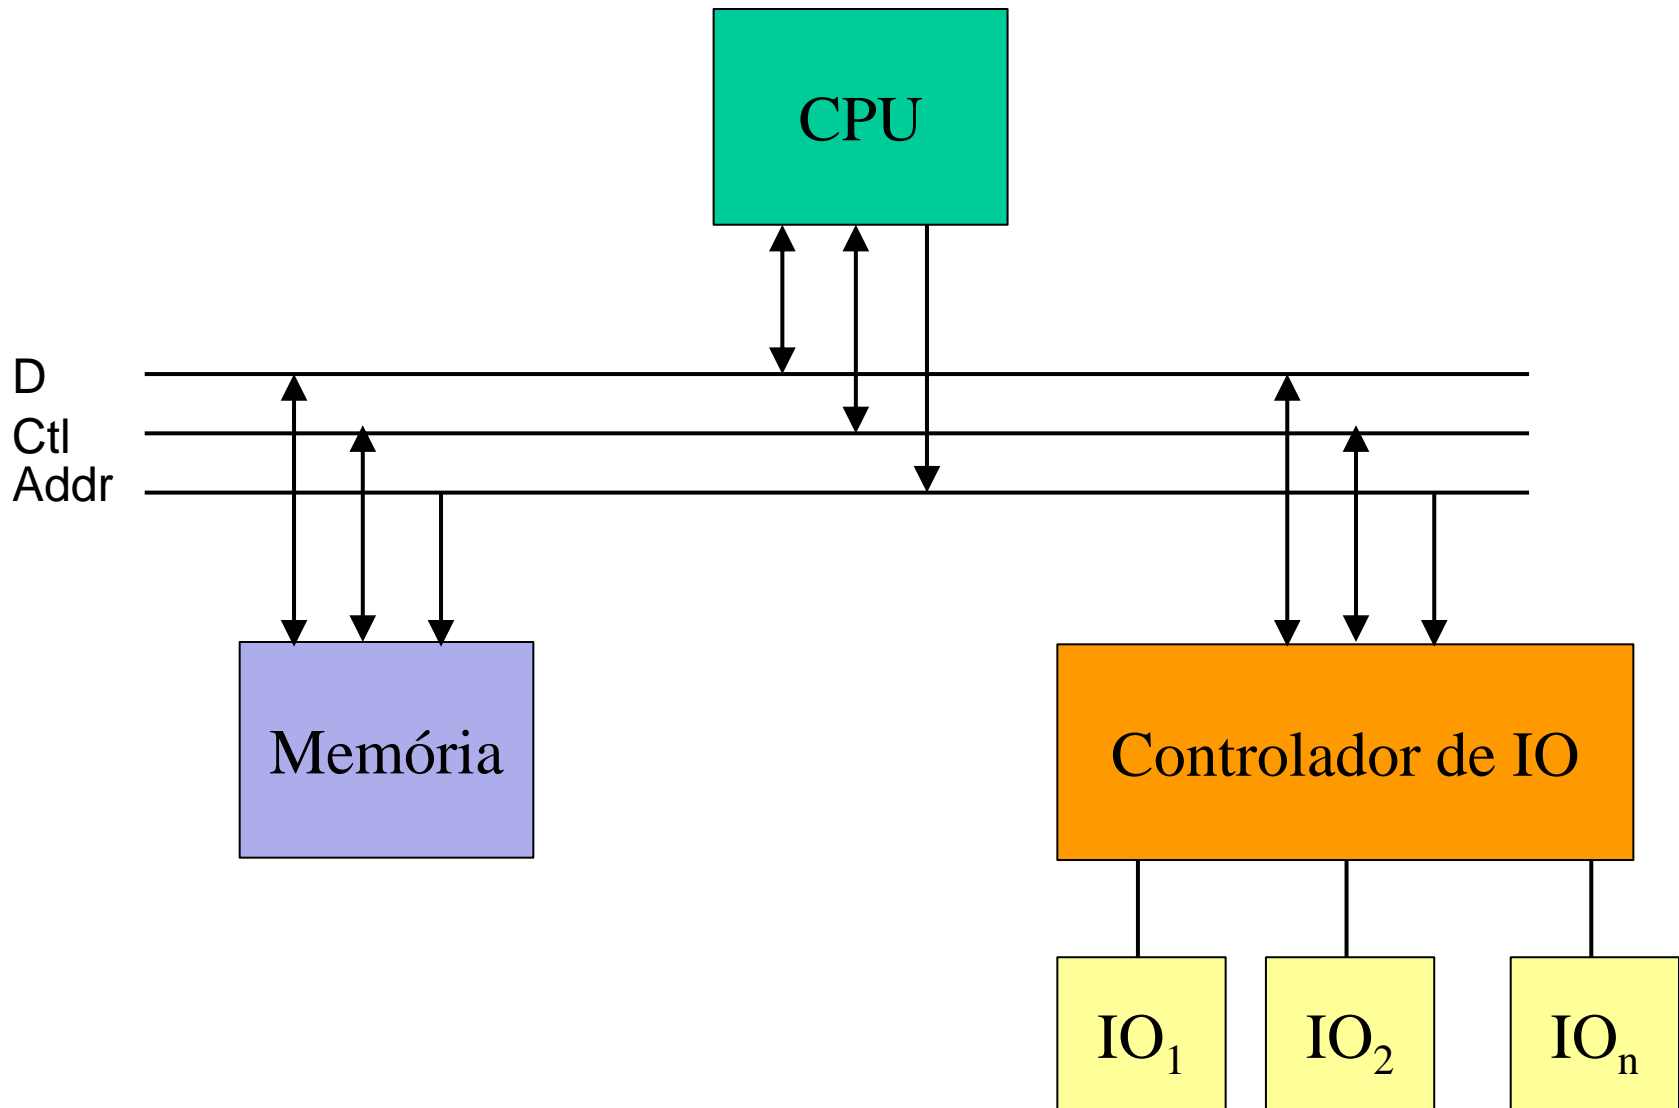 CPU
D
Ctl
Addr
Memória
Controlador de IO
IO₁
IO₂
IOₙ